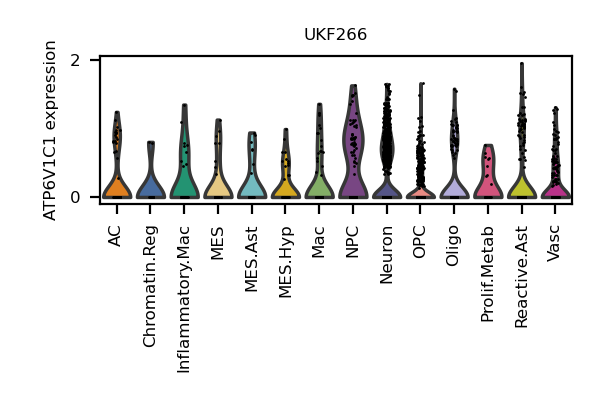 UKF266
ATP6V1C1 expression
2
0
AC
Chromatin.Reg
Inflammatory.Mac
MES
MES.Ast
MES.Hyp
Mac
NPC
Neuron
OPC
Oligo
Prolif.Metab
Reactive.Ast
Vasc